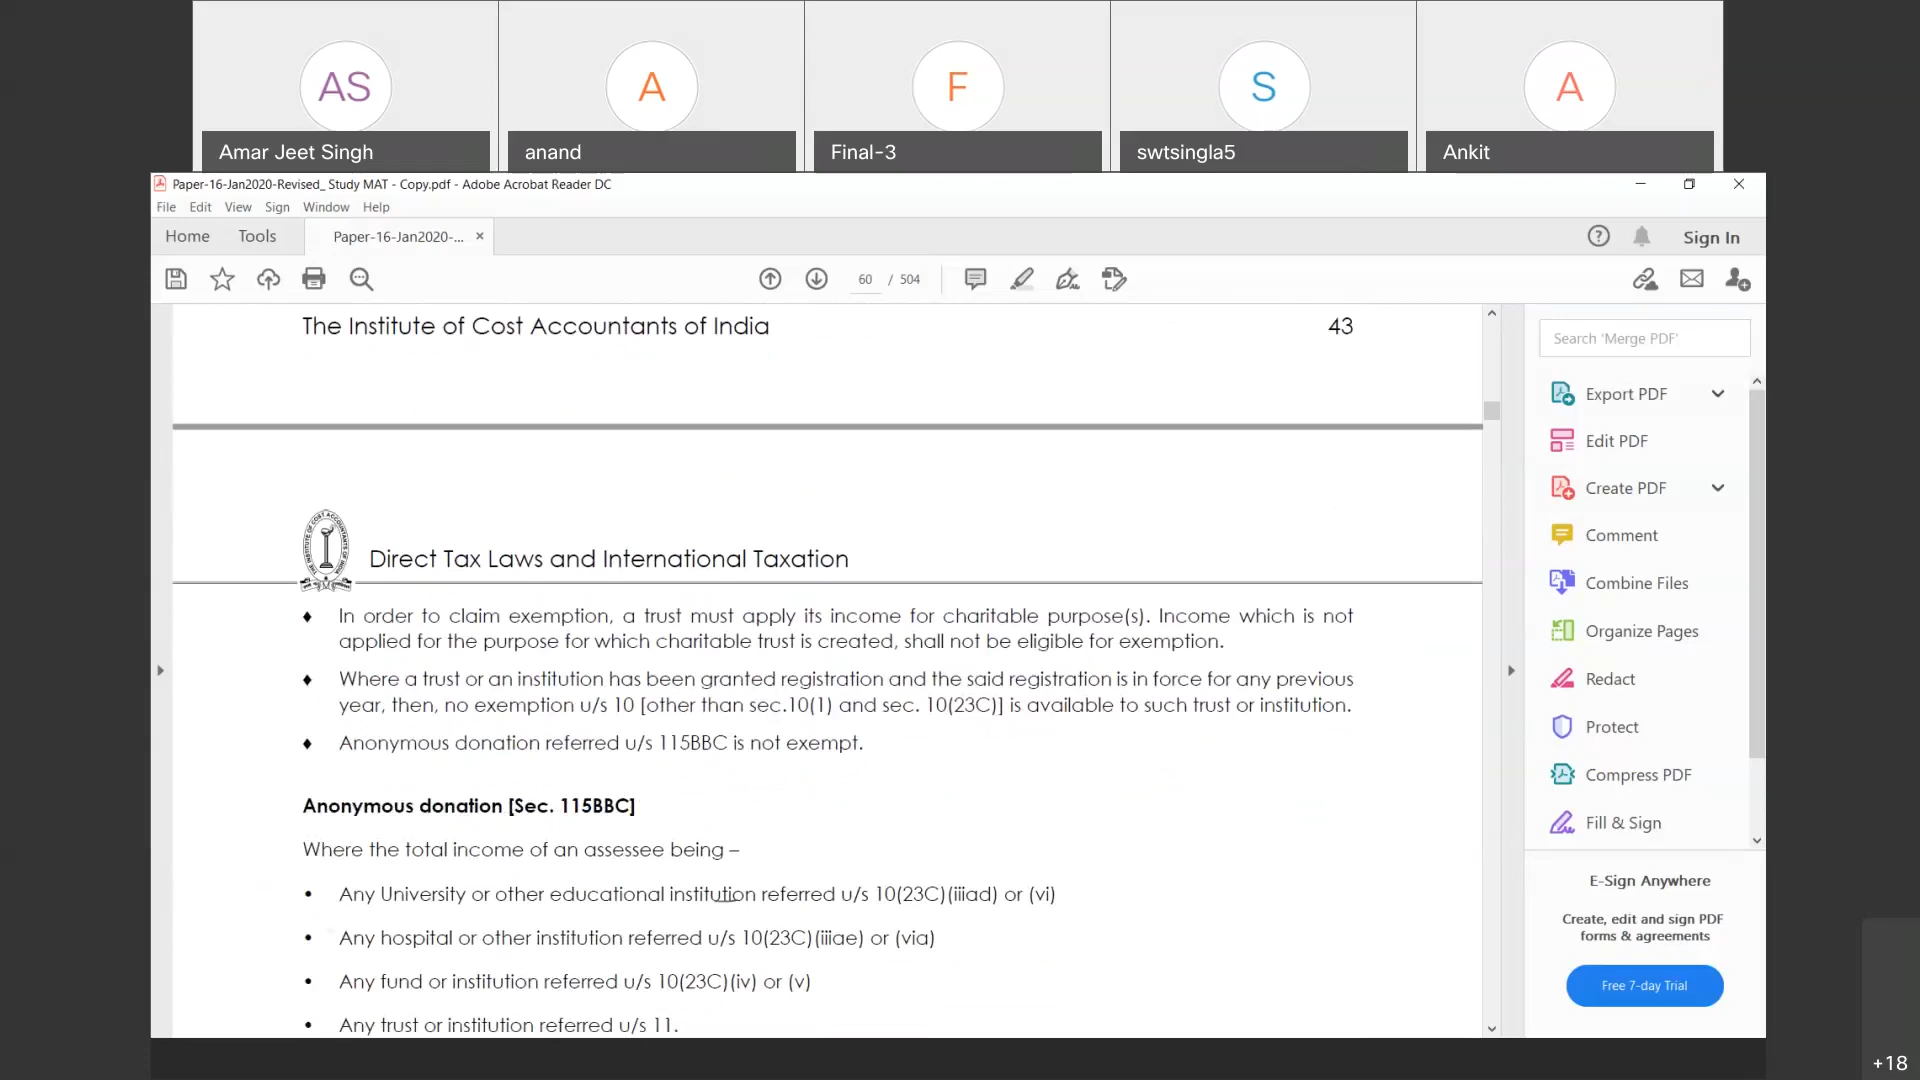 AS
A
F
S
A
Amar Jeet Singh
anand
Final-3
swtsingla5
Ankit
Paper-16-Jan2020-Revised_ Study MAT - Copy.pdf - Adobe Acrobat Reader DC
File Edit View Sign Window Help
Home Tools Paper-16-Jan2020-... × Sign In
60 / 504
The Institute of Cost Accountants of India 43
Direct Tax Laws and International Taxation
♦ In order to claim exemption, a trust must apply its income for charitable purpose(s). Income which is not
applied for the purpose for which charitable trust is created, shall not be eligible for exemption.
♦ Where a trust or an institution has been granted registration and the said registration is in force for any previous
year, then, no exemption u/s 10 [other than sec.10(1) and sec. 10(23C)] is available to such trust or institution.
♦ Anonymous donation referred u/s 115BBC is not exempt.
Anonymous donation [Sec. 115BBC]
Where the total income of an assessee being –
• Any University or other educational institution referred u/s 10(23C)(iiiad) or (vi)
• Any hospital or other institution referred u/s 10(23C)(iiiae) or (via)
• Any fund or institution referred u/s 10(23C)(iv) or (v)
• Any trust or institution referred u/s 11.
Search 'Merge PDF'
Export PDF
Edit PDF
Create PDF
Comment
Combine Files
Organize Pages
Redact
Protect
Compress PDF
Fill & Sign
E-Sign Anywhere
Create, edit and sign PDF
forms & agreements
Free 7-day Trial
+18